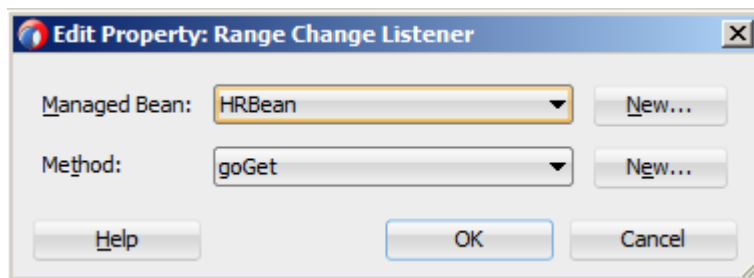 Edit Property: Range Change Listener
Managed Bean: HRBean New...
Method: goGet New...
Help OK Cancel